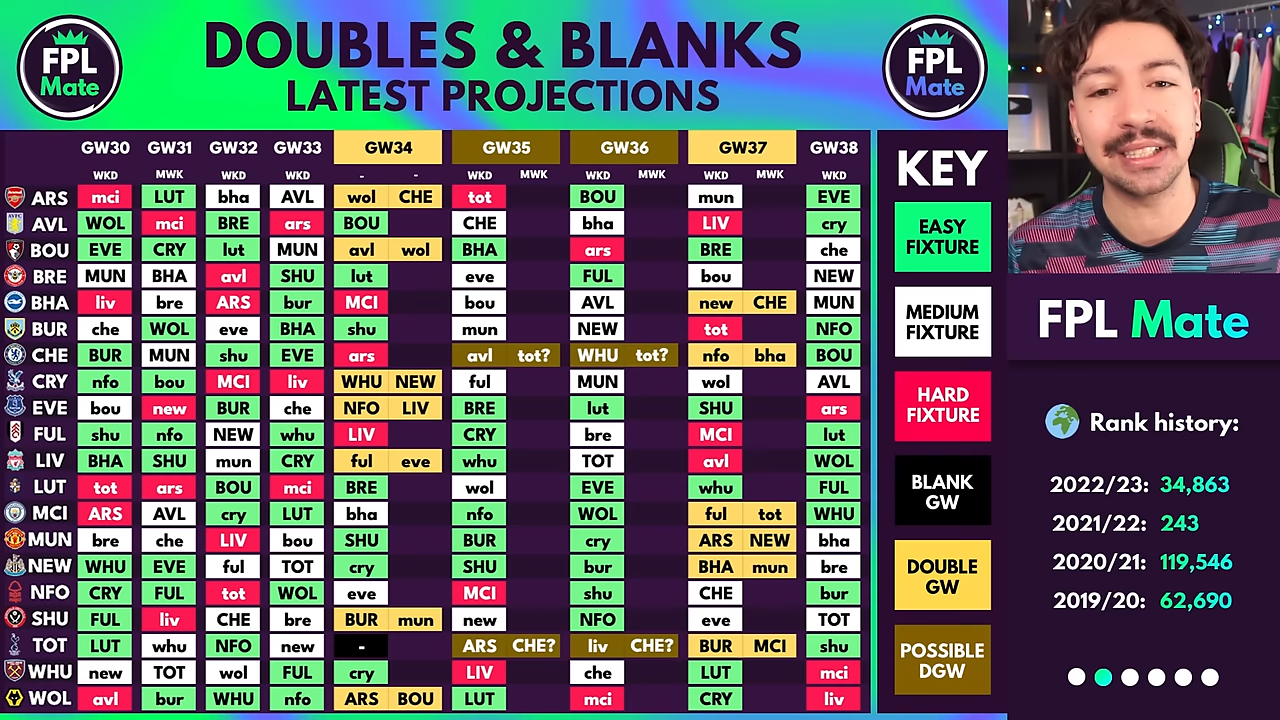 FPL
Mate
DOUBLES & BLANKS
LATEST PROJECTIONS
FPL
Mate
GW30 GW31 GW32 GW33 GW34 GW35 GW36 GW37 GW38
WKD MWK WKD WKD - - WKD MWK WKD MWK WKD MWK WKD
ARS mci LUT bha AVL wol CHE tot BOU mun EVE
AVL WOL mci BRE ars BOU CHE bha LIV cry
BOU EVE CRY lut MUN avl wol BHA ars BRE che
BRE MUN BHA avl SHU lut eve FUL bou NEW
BHA liv bre ARS bur MCI bou AVL new CHE MUN
BUR che WOL eve BHA shu mun NEW tot NFO
CHE BUR MUN shu EVE ars avl tot? WHU tot? nfo bha BOU
CRY nfo bou MCI liv WHU NEW ful MUN wol AVL
EVE bou new BUR che NFO LIV BRE lut SHU ars
FUL shu nfo NEW whu LIV CRY bre MCI lut
LIV BHA SHU mun CRY ful eve whu TOT avl WOL
LUT tot ars BOU mci BRE wol EVE whu FUL
MCI ARS AVL cry LUT bha nfo WOL ful tot WHU
MUN bre che LIV bou SHU BUR cry ARS NEW bha
NEW WHU EVE ful TOT cry SHU bur BHA mun bre
NFO CRY FUL tot WOL eve MCI shu CHE bur
SHU FUL liv CHE bre BUR mun new NFO eve TOT
TOT LUT whu NFO new - ARS CHE? liv CHE? BUR MCI shu
WHU new TOT wol FUL cry LIV che LUT mci
WOL avl bur WHU nfo ARS BOU LUT mci CRY liv
KEY
EASY
FIXTURE
MEDIUM
FIXTURE
HARD
FIXTURE
BLANK
GW
DOUBLE
GW
POSSIBLE
DGW
FPL Mate
Rank history:
2022/23: 34,863
2021/22: 243
2020/21: 119,546
2019/20: 62,690